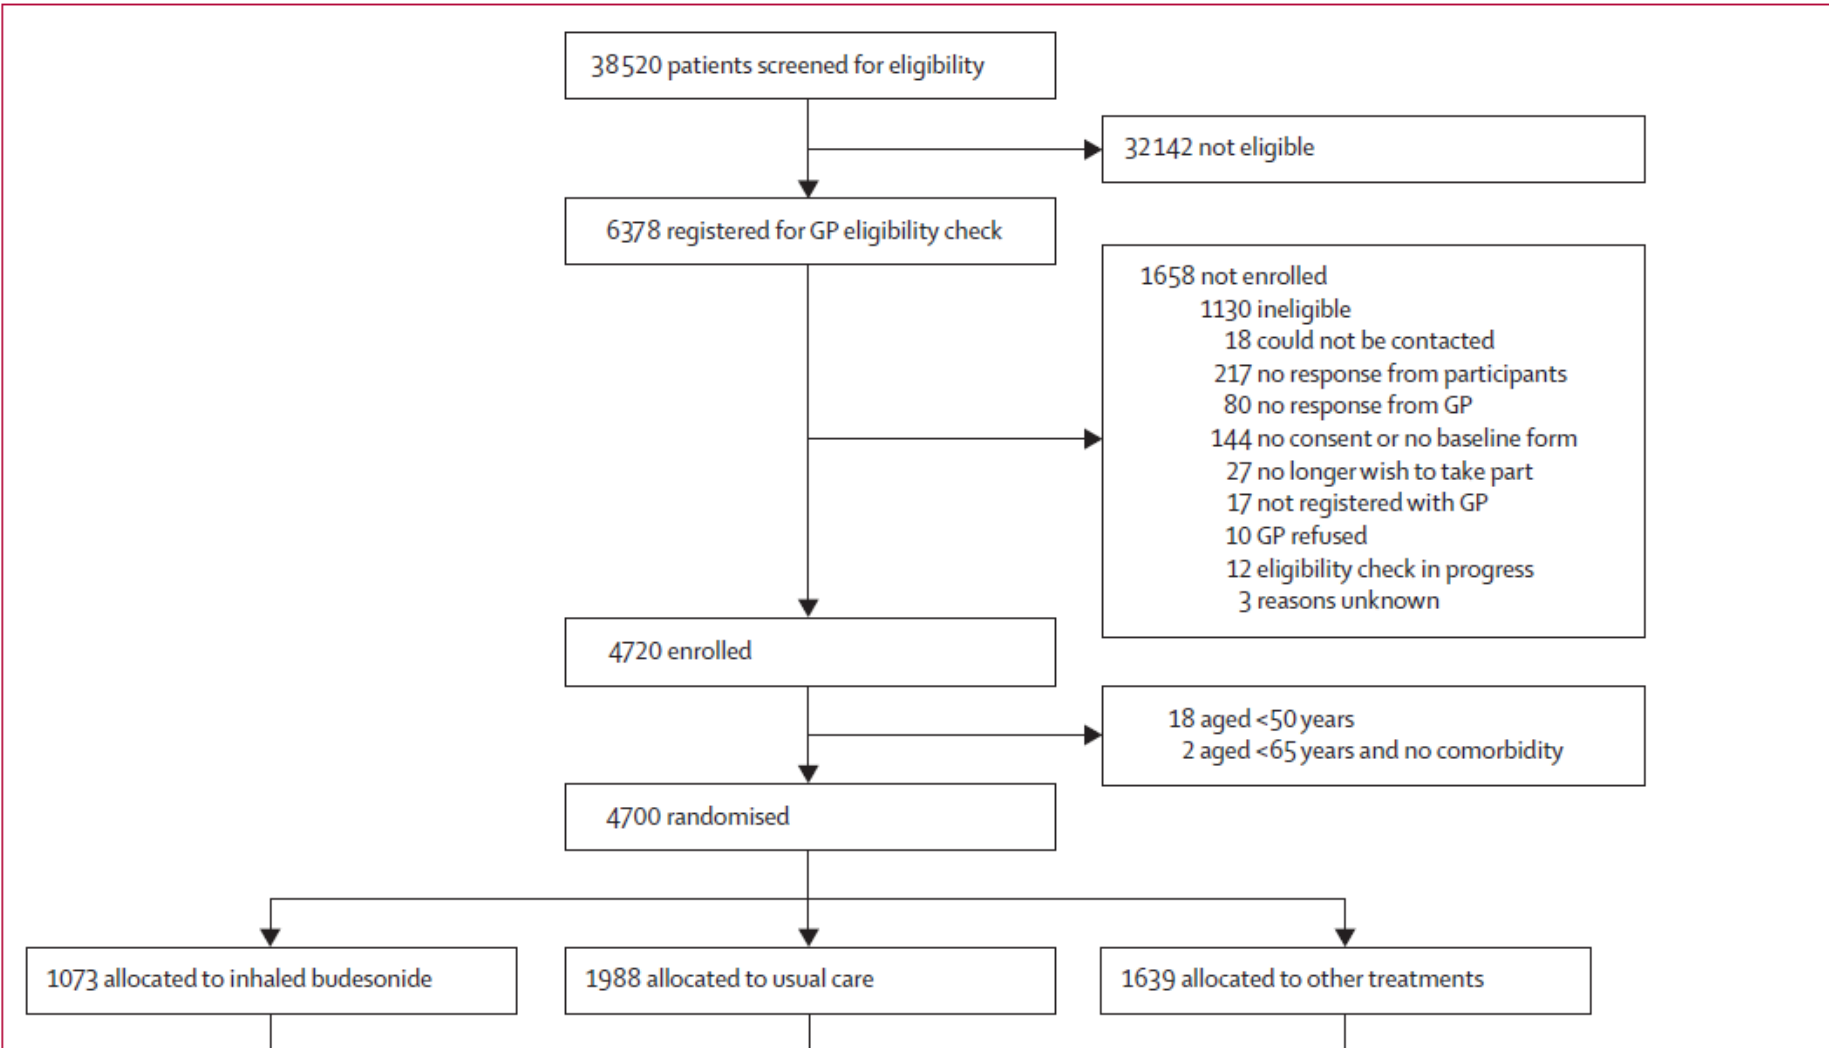 38520 patients screened for eligibility
32142 not eligible
6378 registered for GP eligibility check
1658 not enrolled
1130 ineligible
18 could not be contacted
217 no response from participants
80 no response from GP
144 no consent or no baseline form
27 no longer wish to take part
17 not registered with GP
10 GP refused
12 eligibility check in progress
3 reasons unknown
4720 enrolled
18 aged <50 years
2 aged <65 years and no comorbidity
4700 randomised
1073 allocated to inhaled budesonide
1988 allocated to usual care
1639 allocated to other treatments